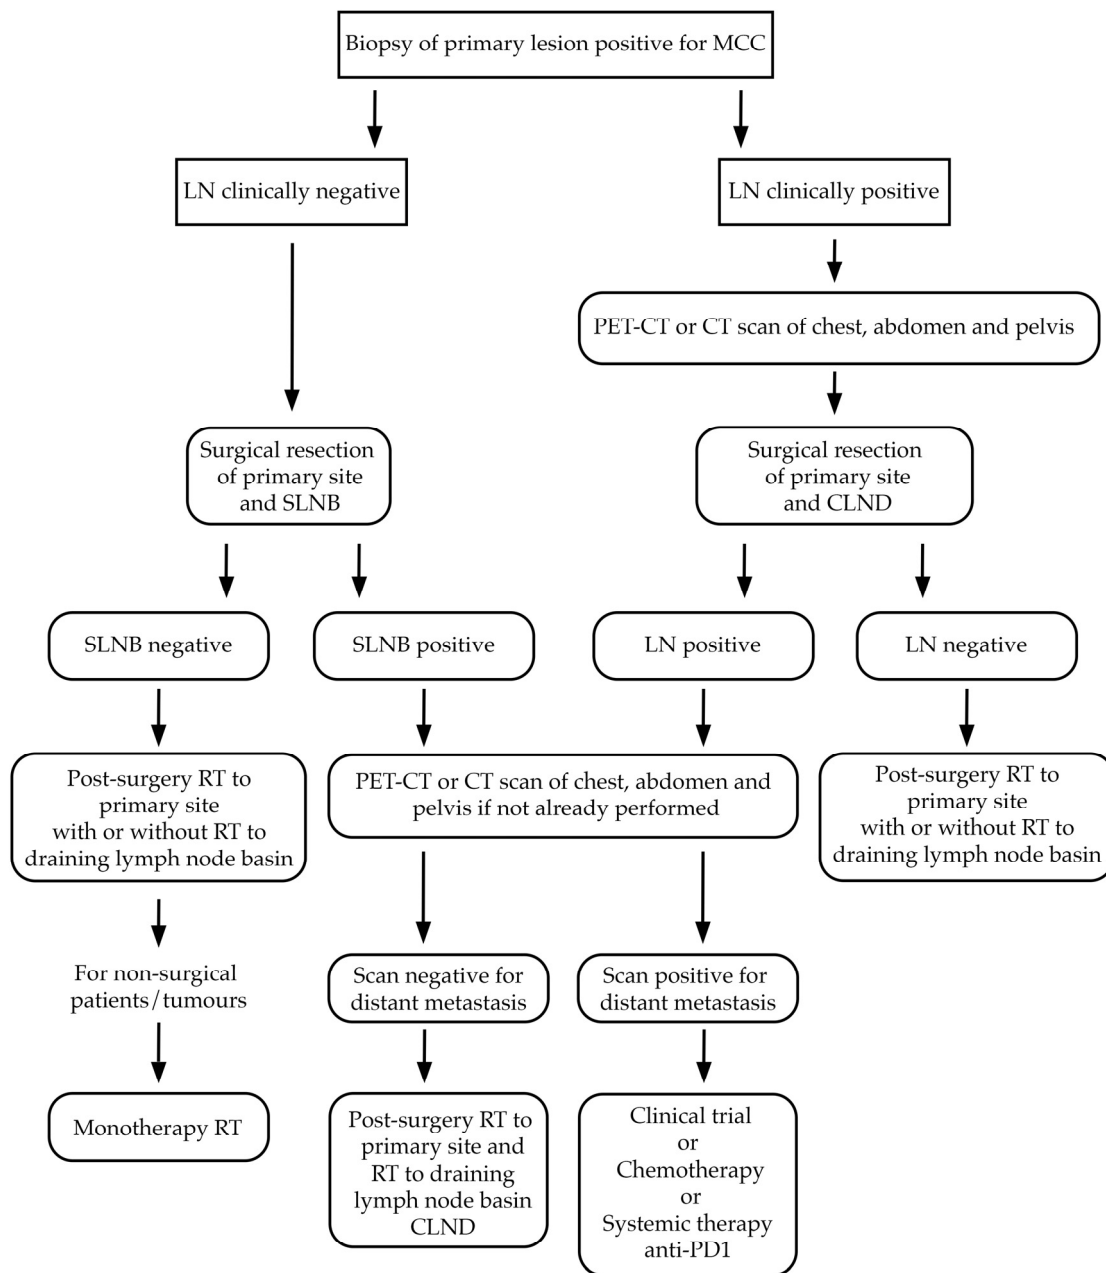 Biopsy of primary lesion positive for MCC
LN clinically negative
LN clinically positive
PET-CT or CT scan of chest, abdomen and pelvis
Surgical resection
of primary site
and SLNB
Surgical resection
of primary site
and CLND
SLNB negative
SLNB positive
LN positive
LN negative
Post-surgery RT to
primary site
with or without RT to
draining lymph node basin
PET-CT or CT scan of chest, abdomen and
pelvis if not already performed
Post-surgery RT to
primary site
with or without RT to
draining lymph node basin
For non-surgical
patients/tumours
Scan negative for
distant metastasis
Scan positive for
distant metastasis
Monotherapy RT
Post-surgery RT to
primary site and
RT to draining
lymph node basin
CLND
Clinical trial
or
Chemotherapy
or
Systemic therapy
anti-PD1